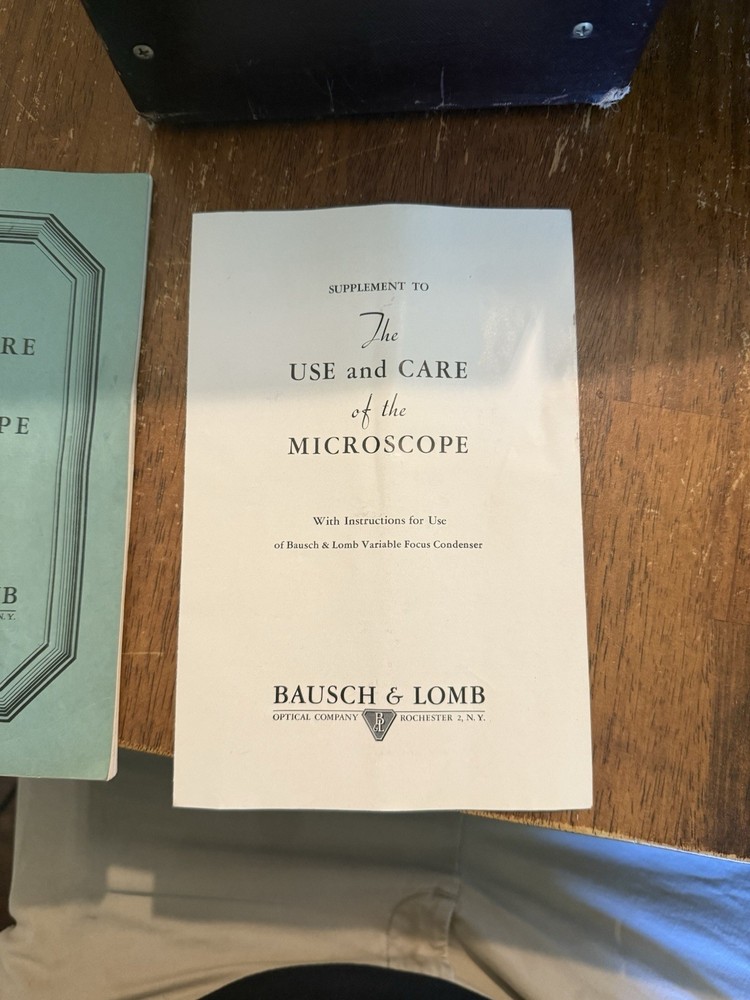 RE
PE
B
N.Y.
SUPPLEMENT TO
The
USE and CARE
of the
MICROSCOPE
With Instructions for Use
of Bausch & Lomb Variable Focus Condenser
BAUSCH & LOMB
OPTICAL COMPANY B&L ROCHESTER 2, N. Y.